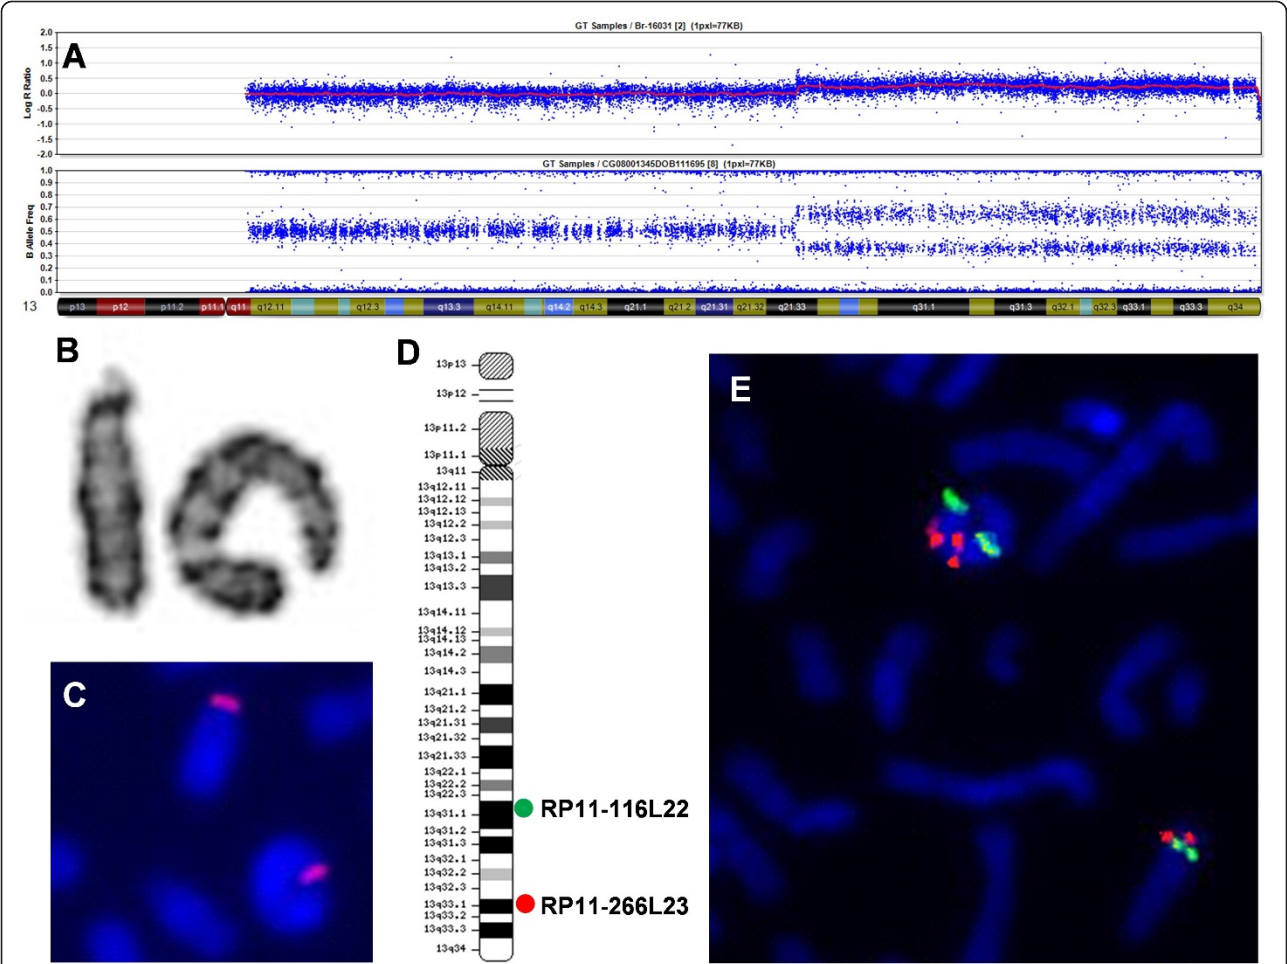 GT Samples / Br-16031 [2] (1pxl=77KB)
A
Log R Ratio
2.0
1.5
1.0
0.5
0.0
-0.5
-1.0
-1.5
-2.0
GT Samples / CG08001345DOB111695 [8] (1pxl=77KB)
B Allele Freq
1.0
0.9
0.8
0.7
0.6
0.5
0.4
0.3
0.2
0.1
0.0
13 p13 p12 p11.2 p11.1 q11 q12.11 q12.3 q13.3 q14.11 q14.2 q14.3 q21.1 q21.2 q21.31 q21.32 q21.33 q31.1 q31.3 q32.1 q32.3 q33.1 q33.3 q34
B
C
D
13p13
13p12
13p11.2
13p11.1
13q11
13q12.11
13q12.12
13q12.13
13q12.2
13q12.3
13q13.1
13q13.2
13q13.3
13q14.11
13q14.12
13q14.13
13q14.2
13q14.3
13q21.1
13q21.2
13q21.31
13q21.32
13q21.33
13q22.1
13q22.2
13q22.3
13q31.1
13q31.2
13q31.3
13q32.1
13q32.2
13q32.3
13q33.1
13q33.2
13q33.3
13q34
RP11-116L22
RP11-266L23
E